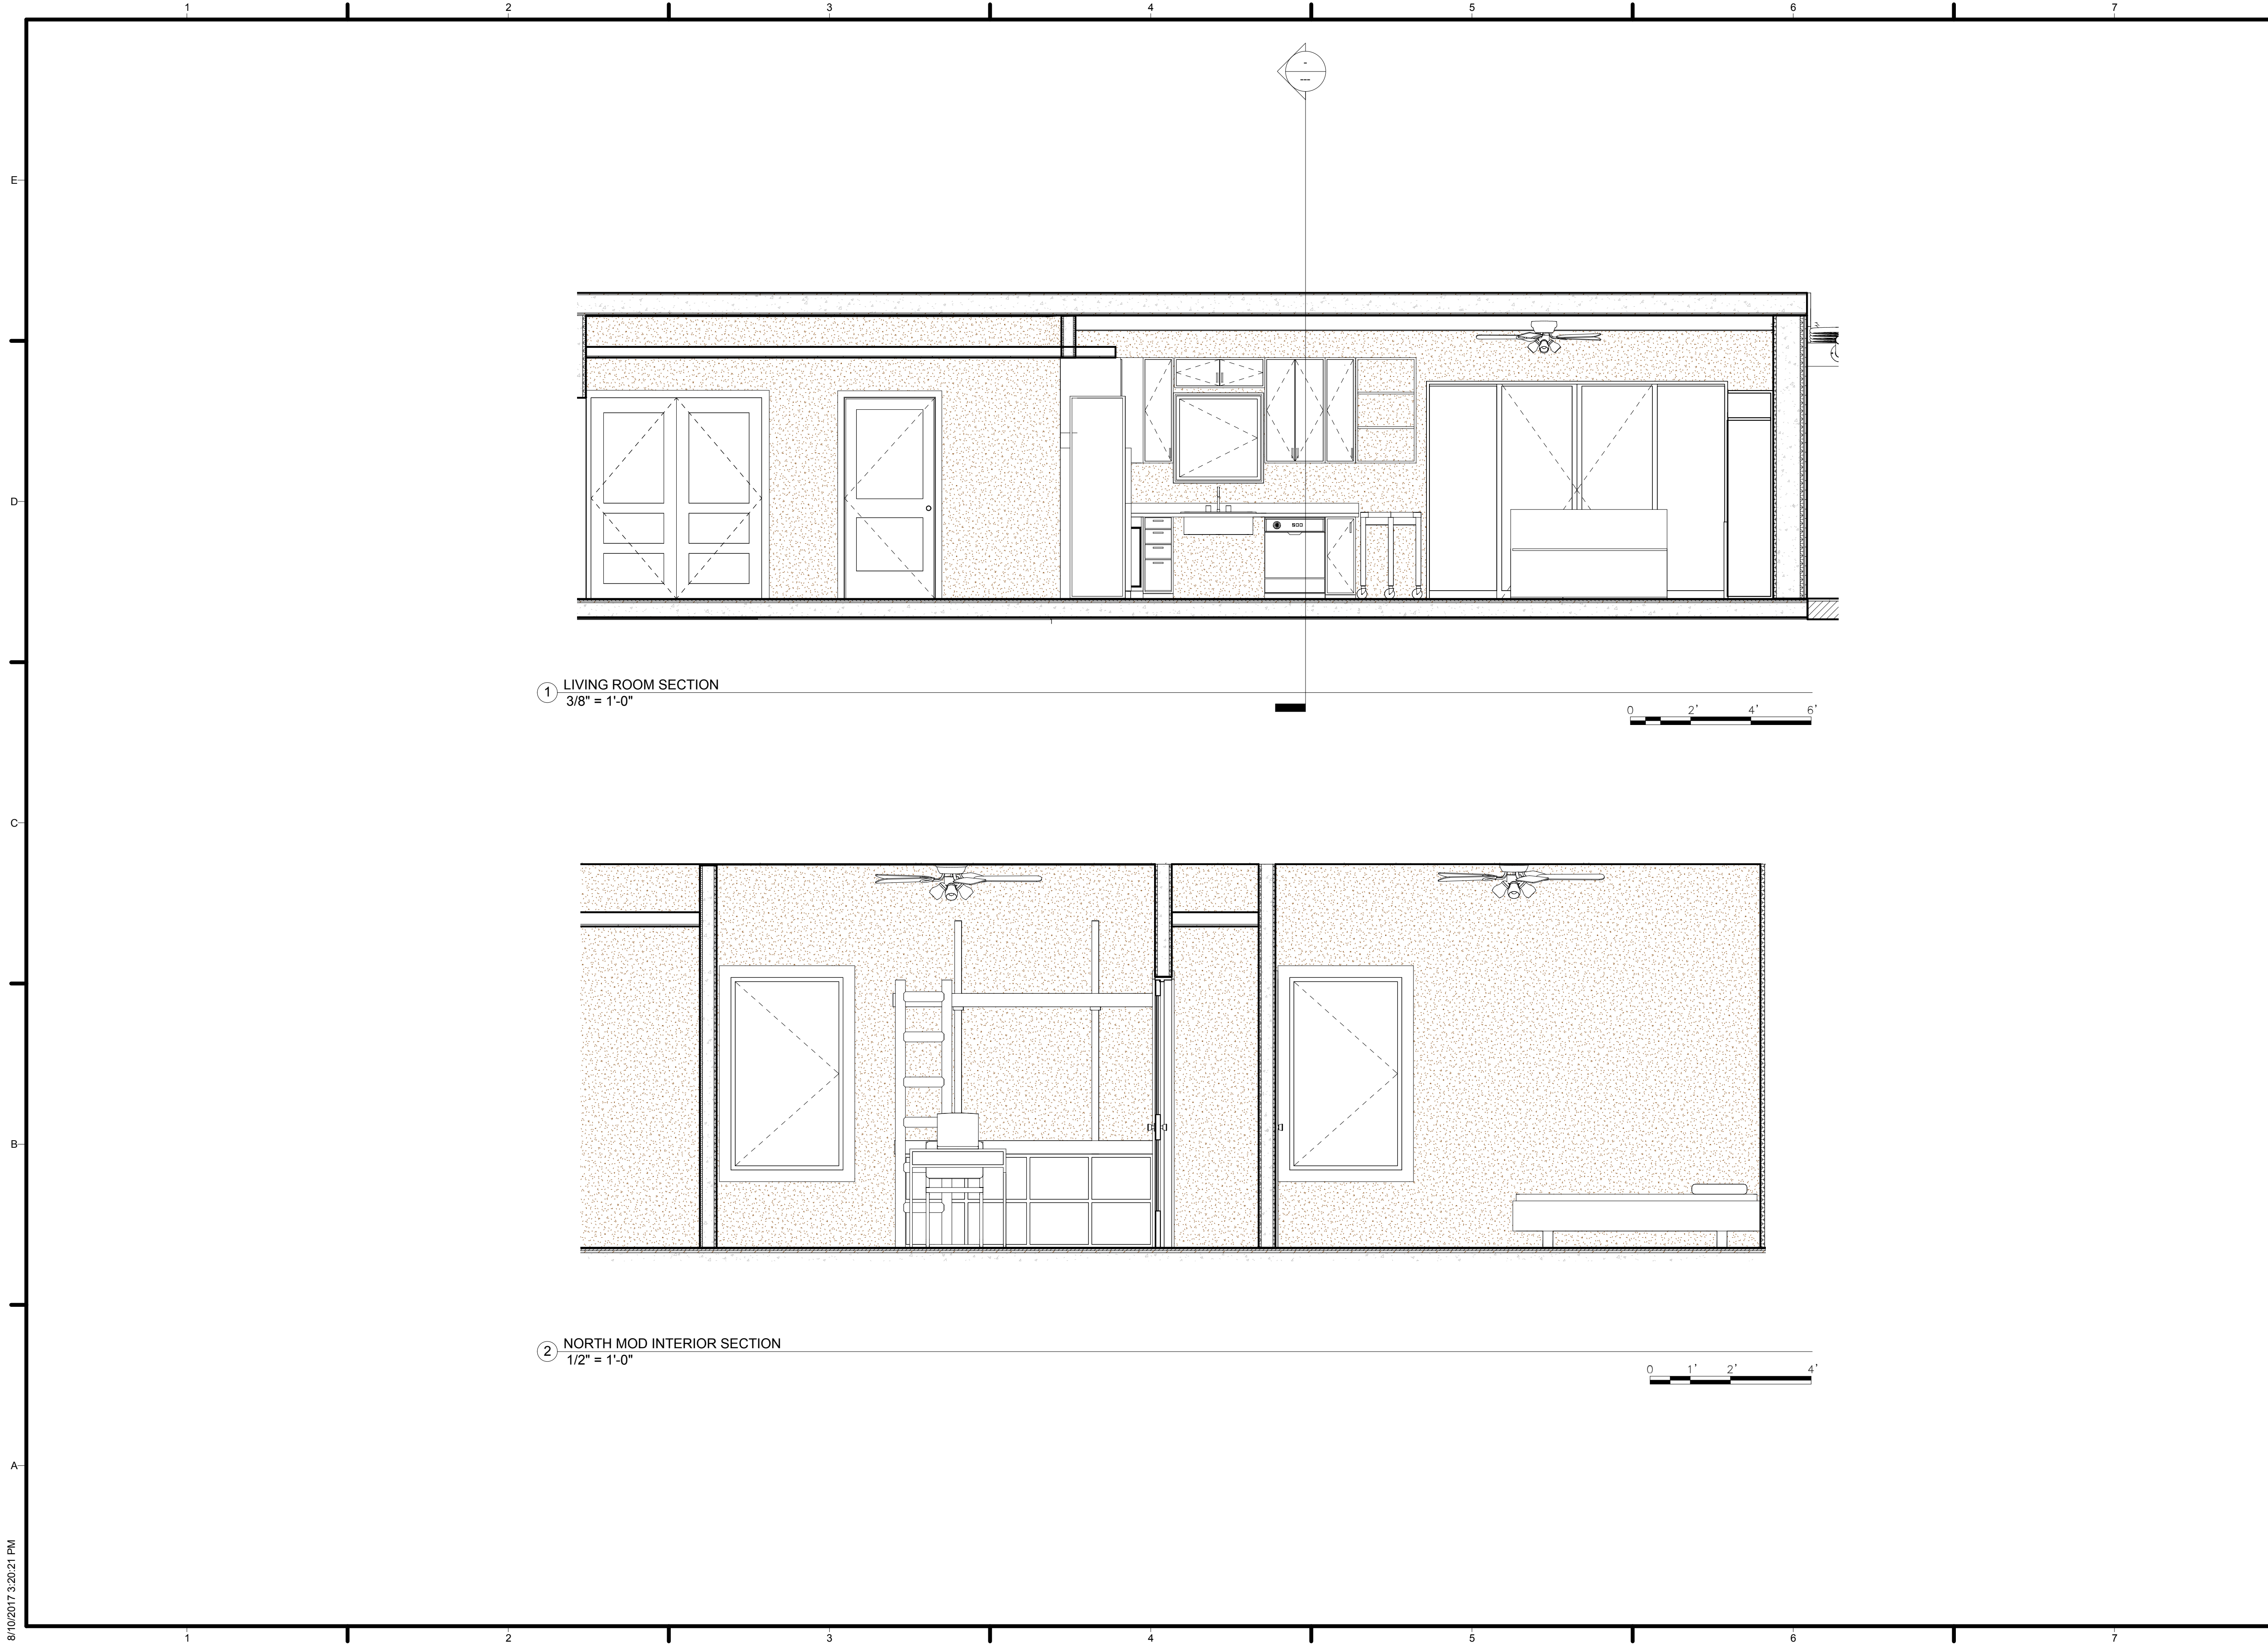 1 2 3 4 5 6 7
-
---
E
D
1 LIVING ROOM SECTION
3/8" = 1'-0"
0 2' 4' 6'
C
B
2 NORTH MOD INTERIOR SECTION
1/2" = 1'-0"
0 1' 2' 4'
A
8/10/2017 3:20:21 PM
1 2 3 4 5 6 7